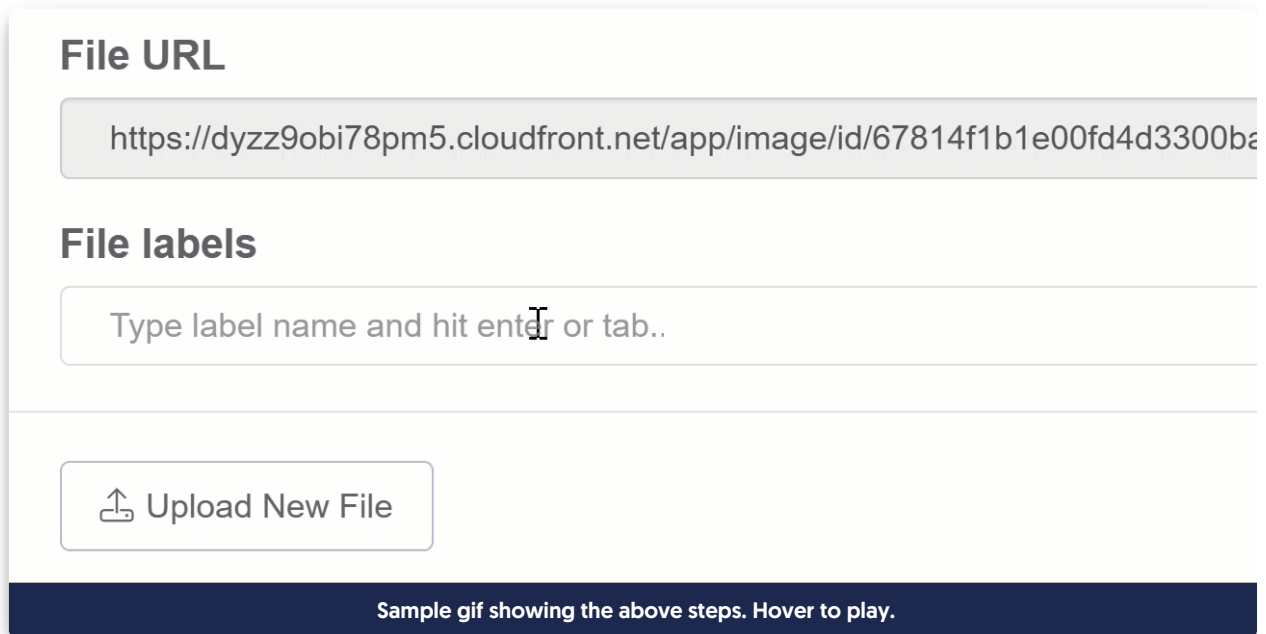 File URL
https://dyzz9obi78pm5.cloudfront.net/app/image/id/67814f1b1e00fd4d3300ba
File labels
Type label name and hit enter or tab..
Upload New File
Sample gif showing the above steps. Hover to play.